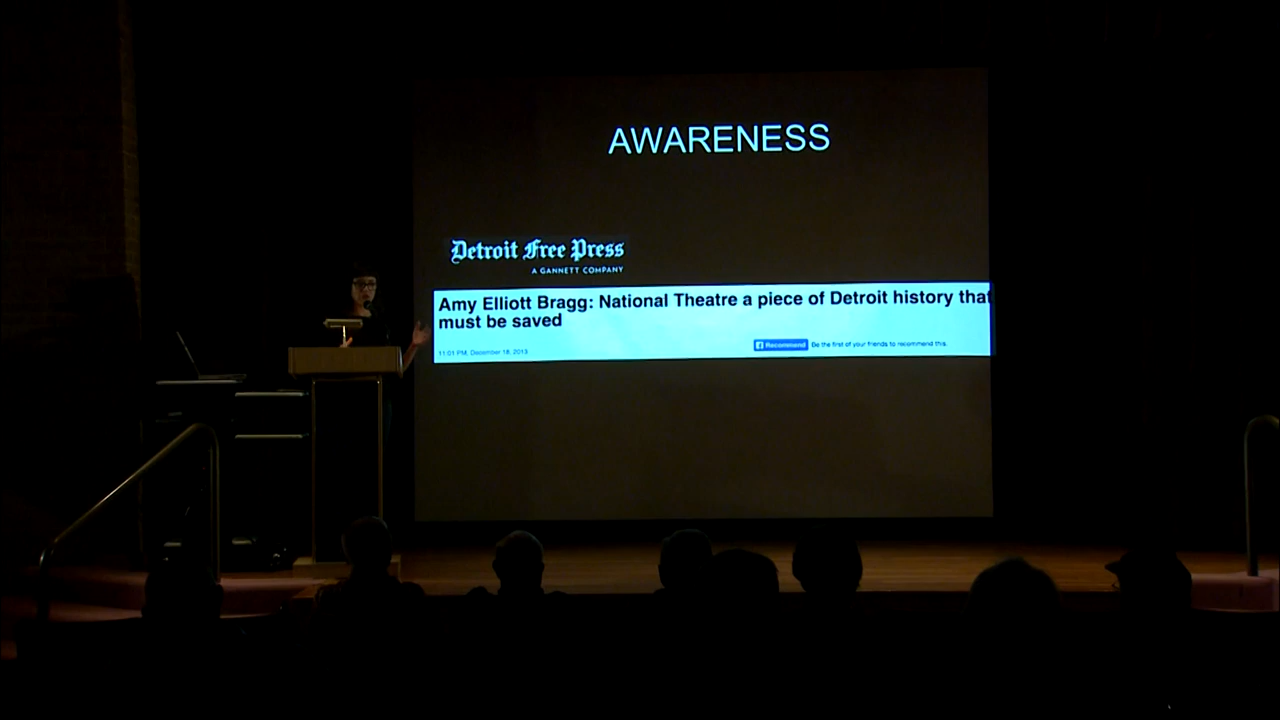 AWARENESS
Detroit Free Press
A GANNETT COMPANY
Amy Elliott Bragg: National Theatre a piece of Detroit history that
must be saved
11:01 PM, December 18, 2013
Recommend Be the first of your friends to recommend this.